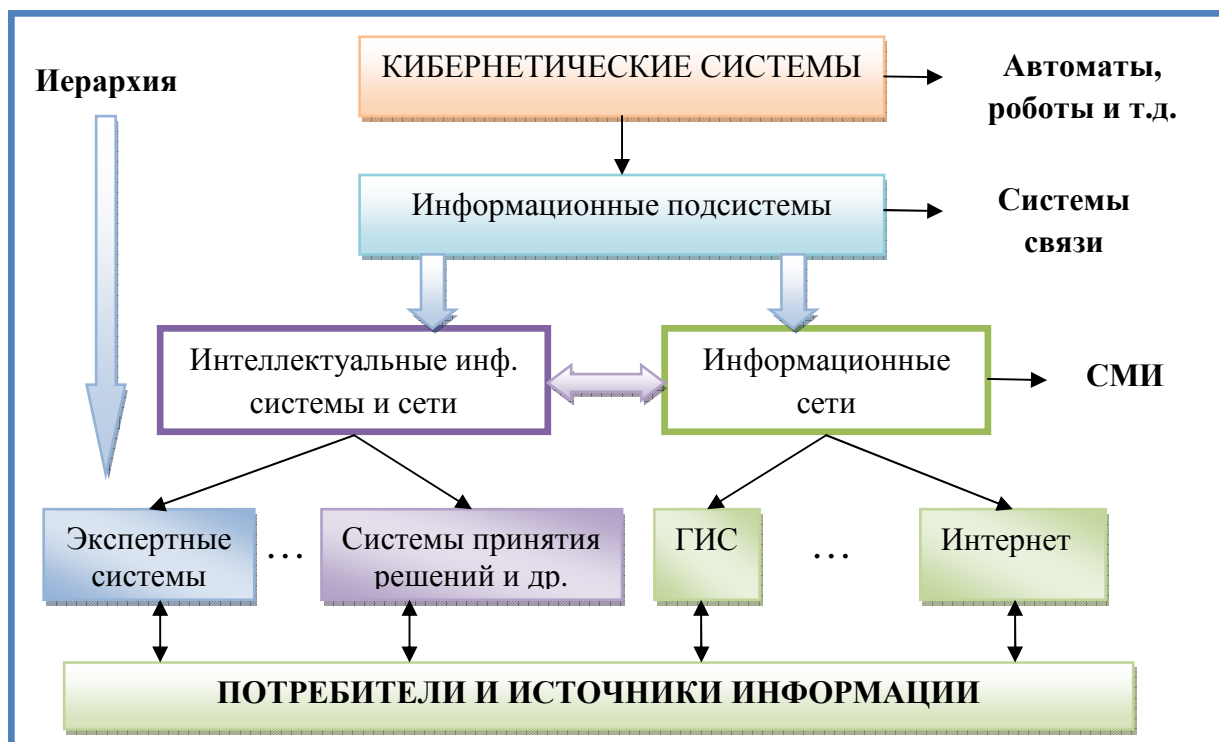 КИБЕРНЕТИЧЕСКИЕ СИСТЕМЫ
Иерархия
Автоматы,
роботы и т.д.
Информационные подсистемы
Системы
связи
Интеллектуальные инф.
системы и сети
Информационные
сети
СМИ
Экспертные
системы
…
Системы принятия
решений и др.
ГИС
…
Интернет
ПОТРЕБИТЕЛИ И ИСТОЧНИКИ ИНФОРМАЦИИ